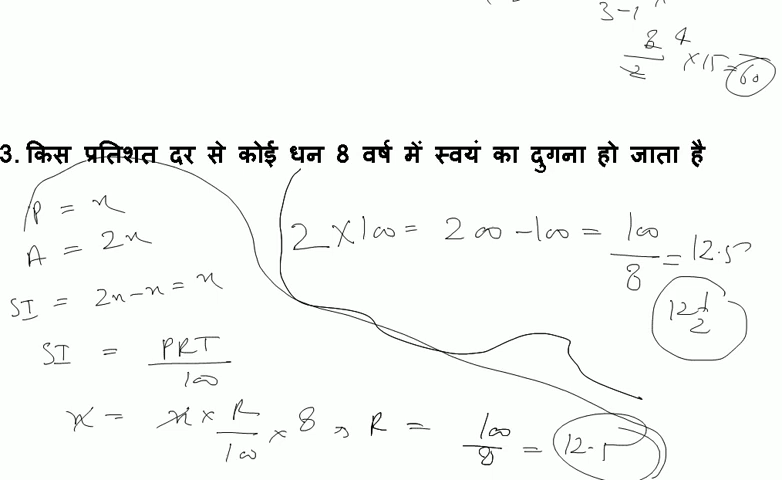 3-1
8 4
/2 ×15 = 60
3. किस प्रतिशत दर से कोई धन 8 वर्ष में स्वयं का दुगना हो जाता है
P = x
A = 2x
SI = 2x-x = x
SI = PRT/100
x = x × R/100 × 8 → R = 100/8 = 12.5
2×100 = 200-100 = 100/8 = 12.5
12 1/2